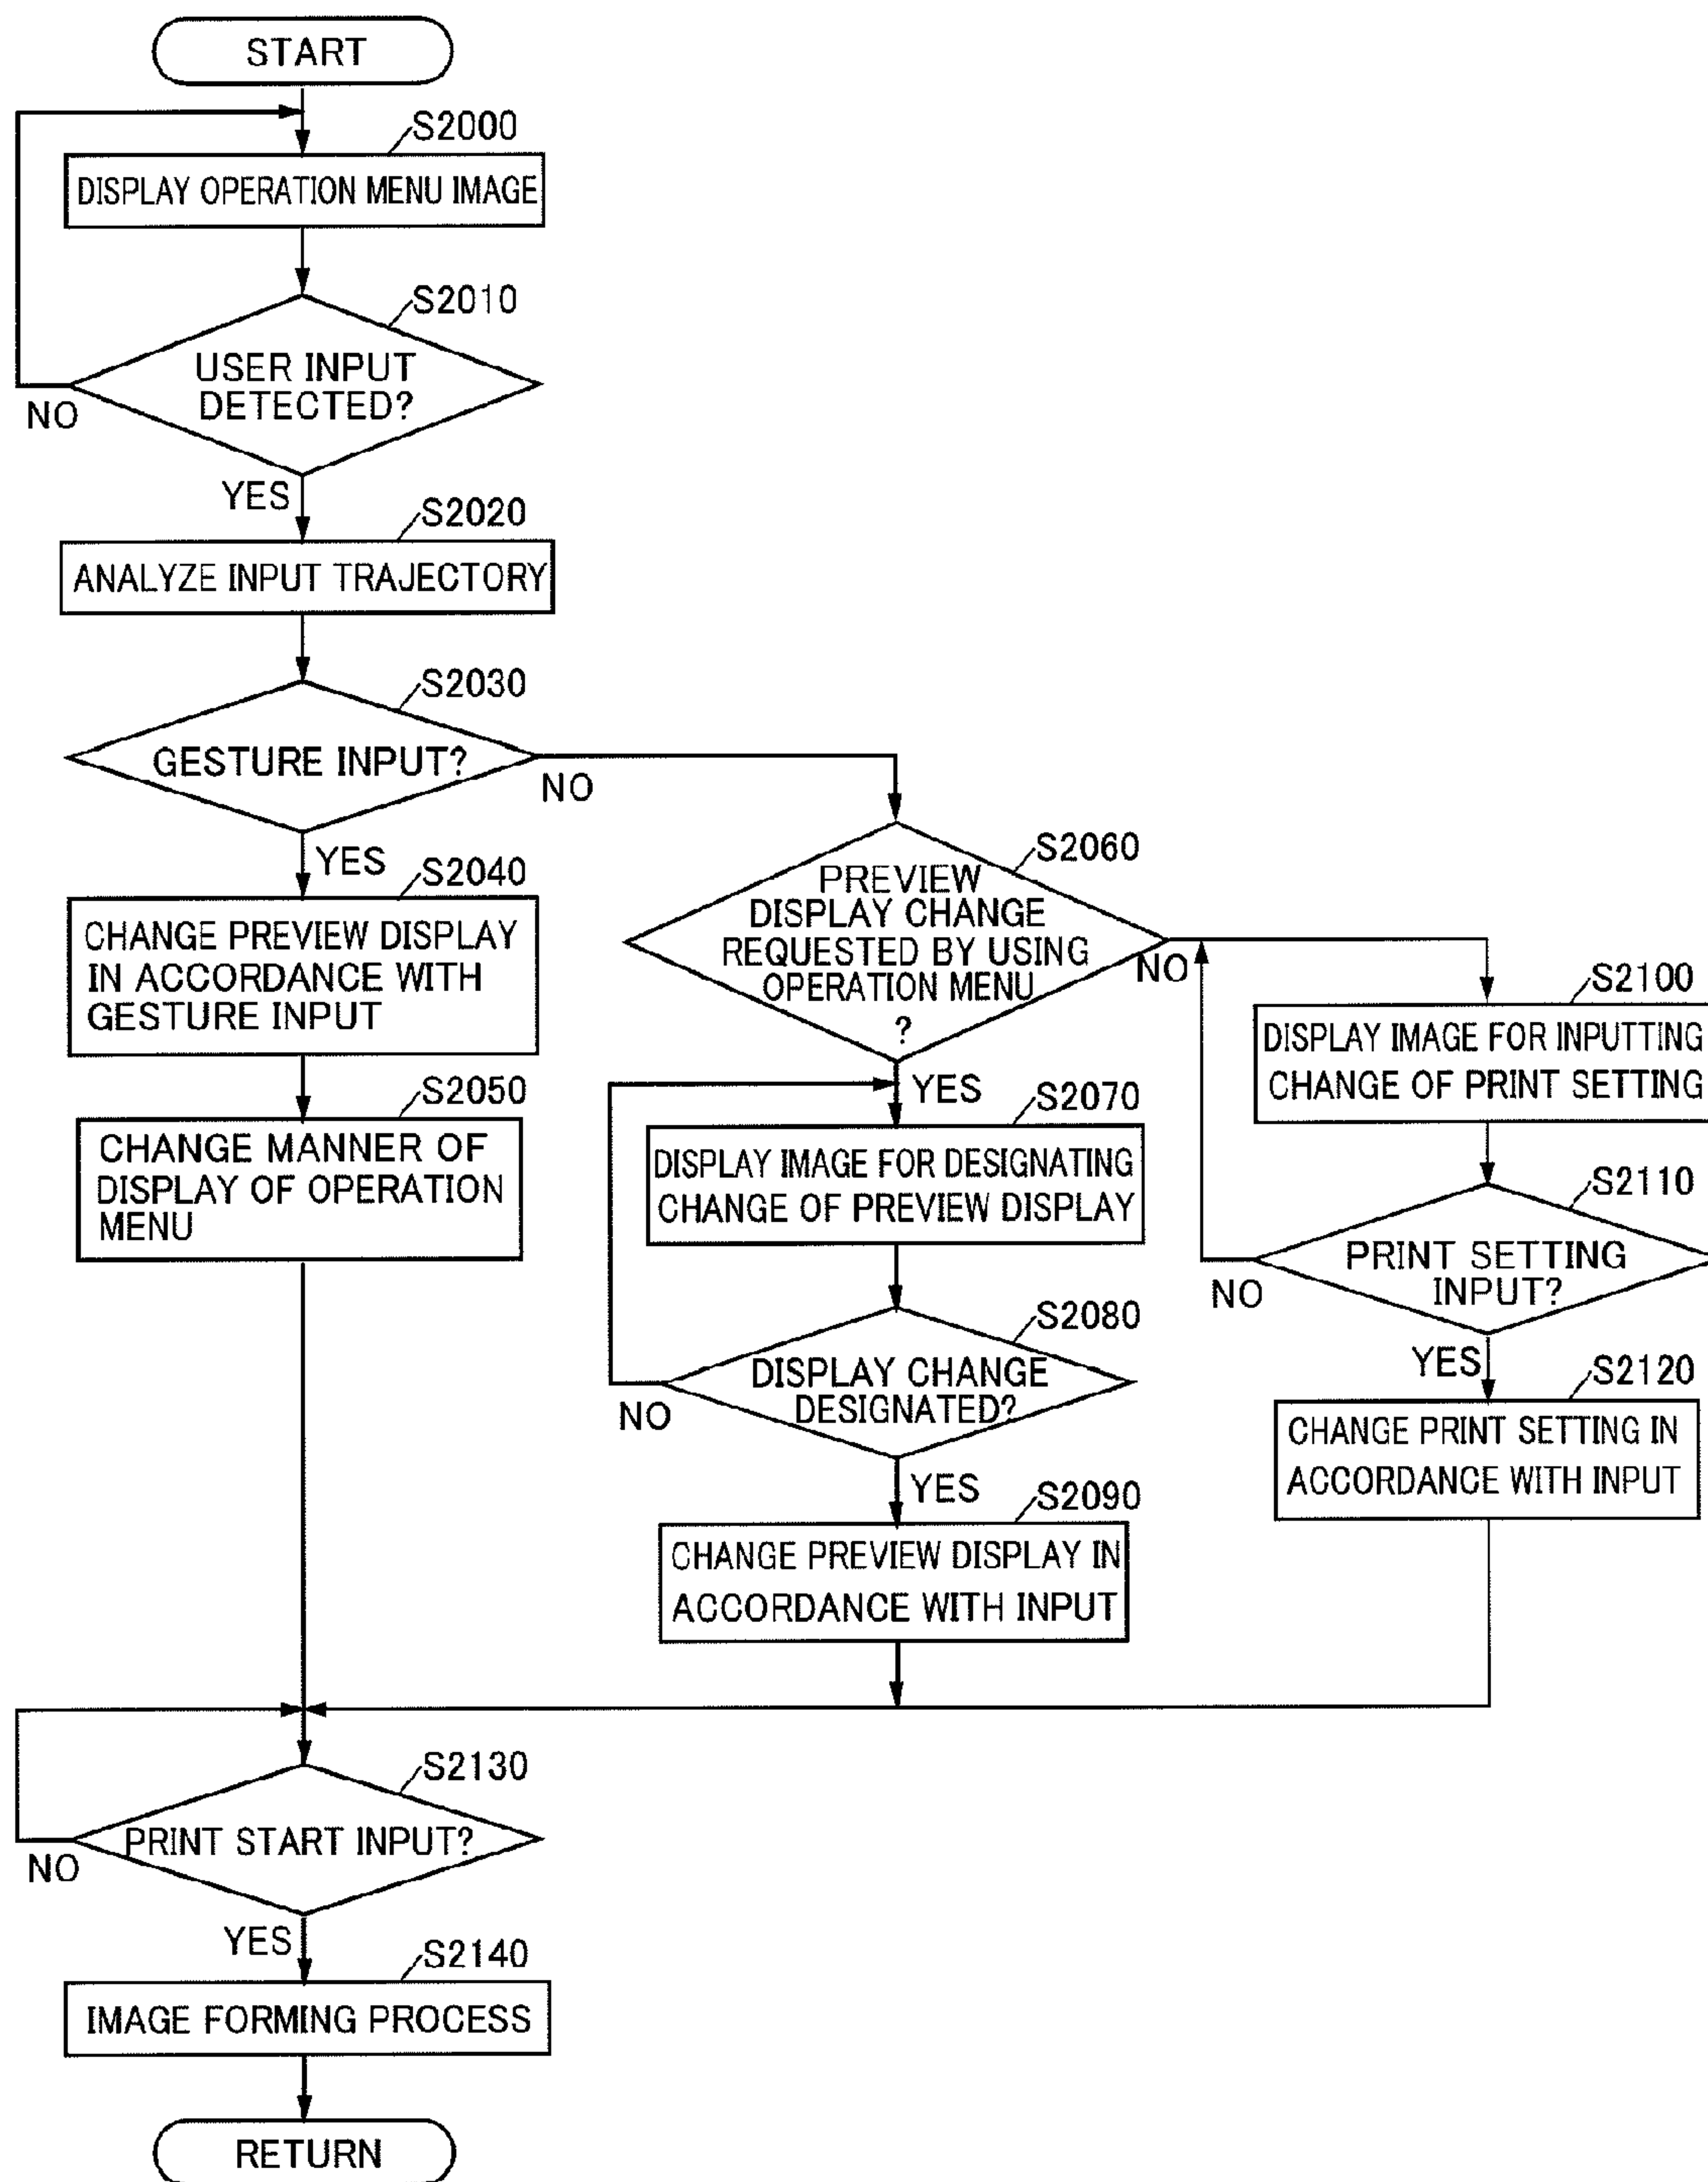 START
S2000
DISPLAY OPERATION MENU IMAGE
S2010
USER INPUT
DETECTED?
NO
YES
S2020
ANALYZE INPUT TRAJECTORY
S2030
GESTURE INPUT?
NO
YES
S2040
CHANGE PREVIEW DISPLAY
IN ACCORDANCE WITH
GESTURE INPUT
S2050
CHANGE MANNER OF
DISPLAY OF OPERATION
MENU
S2060
PREVIEW
DISPLAY CHANGE
REQUESTED BY USING
OPERATION MENU
?
NO
YES
S2070
DISPLAY IMAGE FOR DESIGNATING
CHANGE OF PREVIEW DISPLAY
S2080
DISPLAY CHANGE
DESIGNATED?
NO
YES
S2090
CHANGE PREVIEW DISPLAY IN
ACCORDANCE WITH INPUT
S2100
DISPLAY IMAGE FOR INPUTTING
CHANGE OF PRINT SETTING
S2110
PRINT SETTING
INPUT?
NO
YES
S2120
CHANGE PRINT SETTING IN
ACCORDANCE WITH INPUT
S2130
PRINT START INPUT?
NO
YES
S2140
IMAGE FORMING PROCESS
RETURN